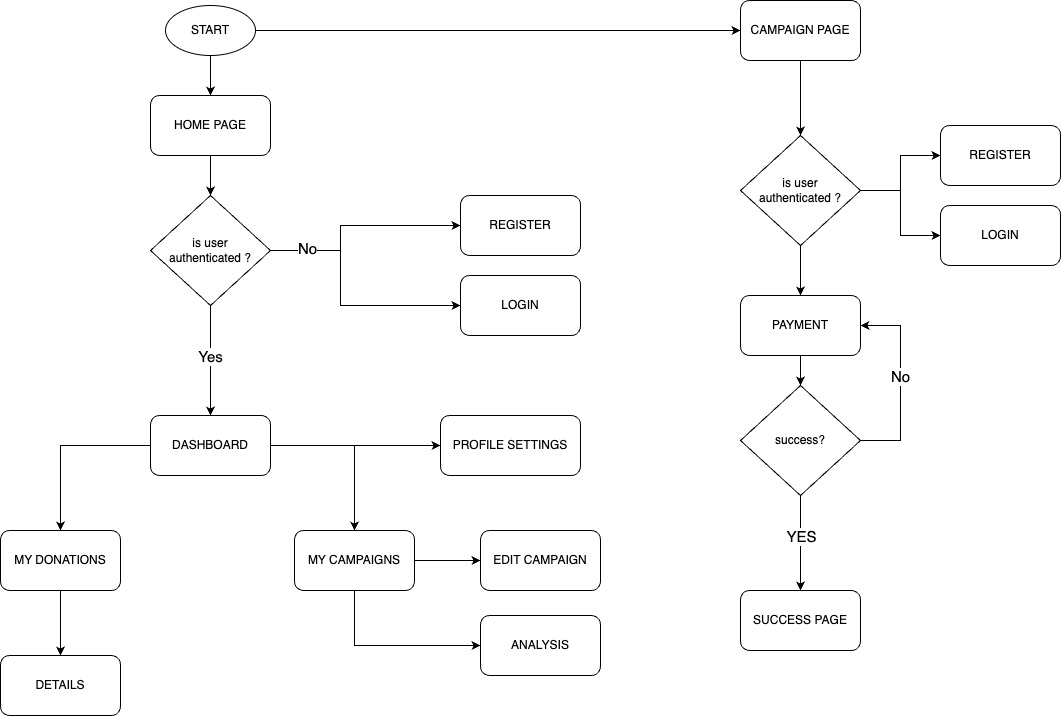 START
CAMPAIGN PAGE
HOME PAGE
is user
authenticated ?
No
REGISTER
LOGIN
Yes
DASHBOARD
PROFILE SETTINGS
MY DONATIONS
MY CAMPAIGNS
EDIT CAMPAIGN
ANALYSIS
DETAILS
is user
authenticated ?
REGISTER
LOGIN
PAYMENT
No
success?
YES
SUCCESS PAGE